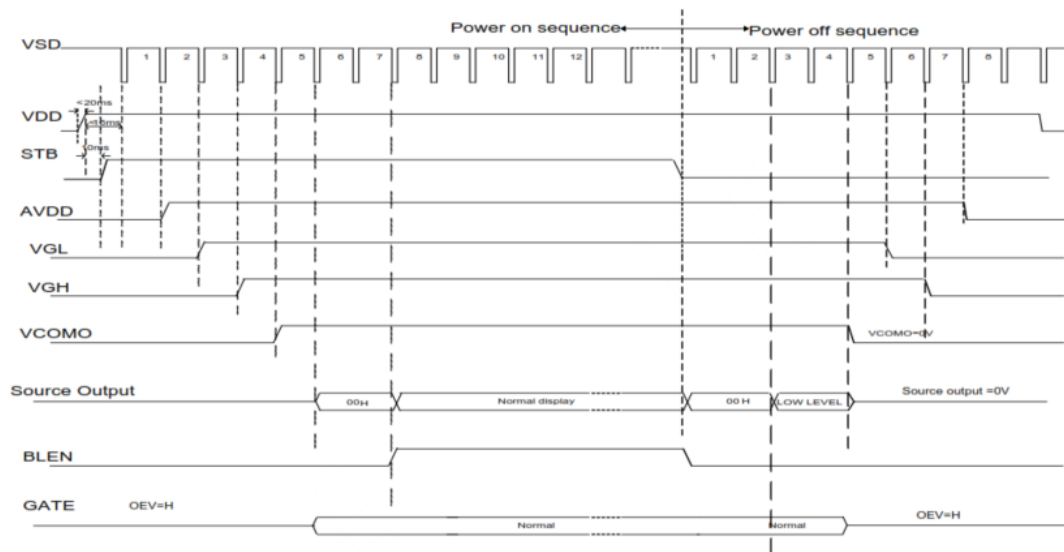 Power on sequence
Power off sequence
VSD
1 2 3 4 5 6 7 8 9 10 11 12 1 2 3 4 5 6 7 8
<20ms
VDD
STB
AVDD
VGL
VGH
VCOMO
VCOMO=0V
Source Output
00H
Normal display
00 H
LOW LEVEL
Source output =0V
BLEN
GATE
OEV=H
Normal
Normal
OEV=H